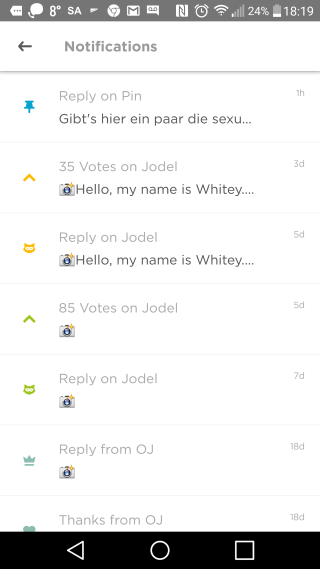 8° SA 24% 18:19
Notifications
Reply on Pin 1h
Gibt's hier ein paar die sexu...
35 Votes on Jodel 3d
Hello, my name is Whitey....
Reply on Jodel 5d
Hello, my name is Whitey....
85 Votes on Jodel 5d
Reply on Jodel 7d
Reply from OJ 18d
Thanks from OJ 18d